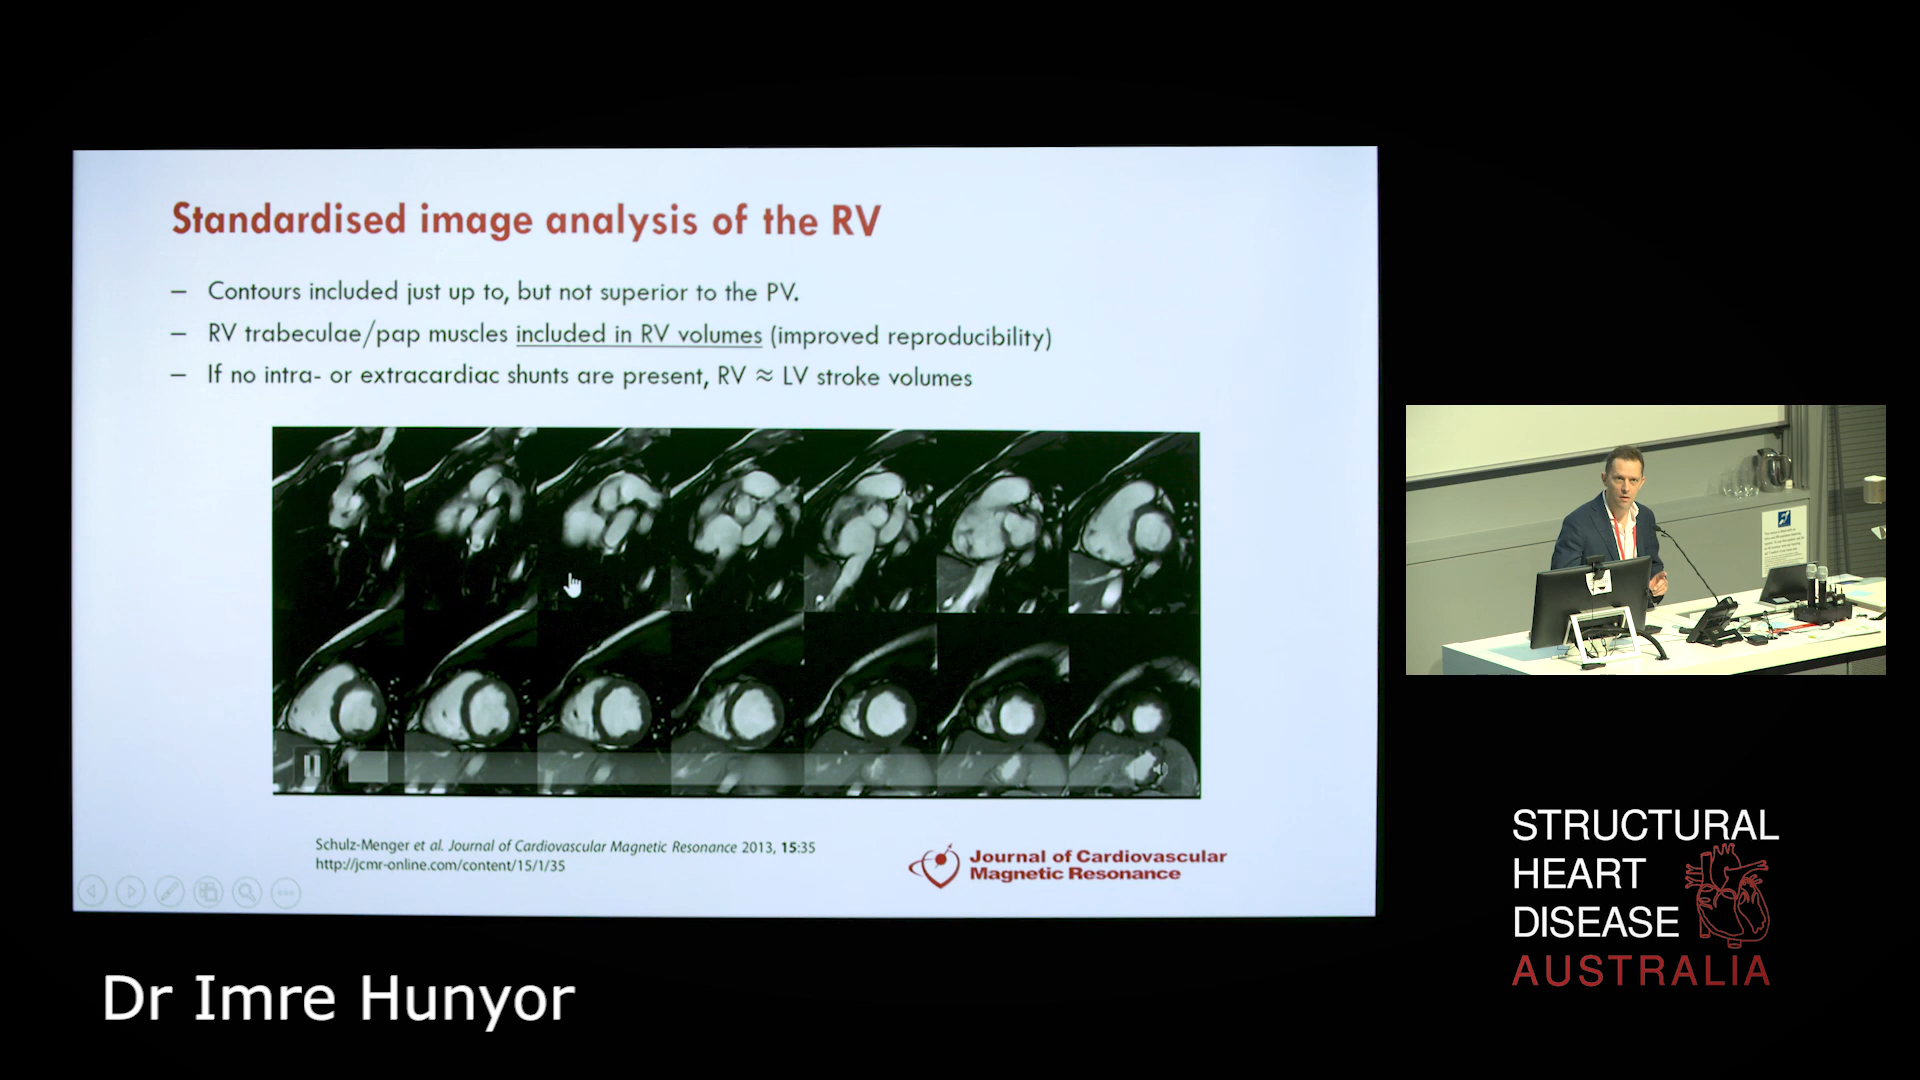 Standardised image analysis of the RV
– Contours included just up to, but not superior to the PV.
– RV trabeculae/pap muscles included in RV volumes (improved reproducibility)
– If no intra- or extracardiac shunts are present, RV ≈ LV stroke volumes
Schulz-Menger et al. Journal of Cardiovascular Magnetic Resonance 2013, 15:35
http://jcmr-online.com/content/15/1/35
Journal of Cardiovascular
Magnetic Resonance
Dr Imre Hunyor
STRUCTURAL
HEART
DISEASE
AUSTRALIA